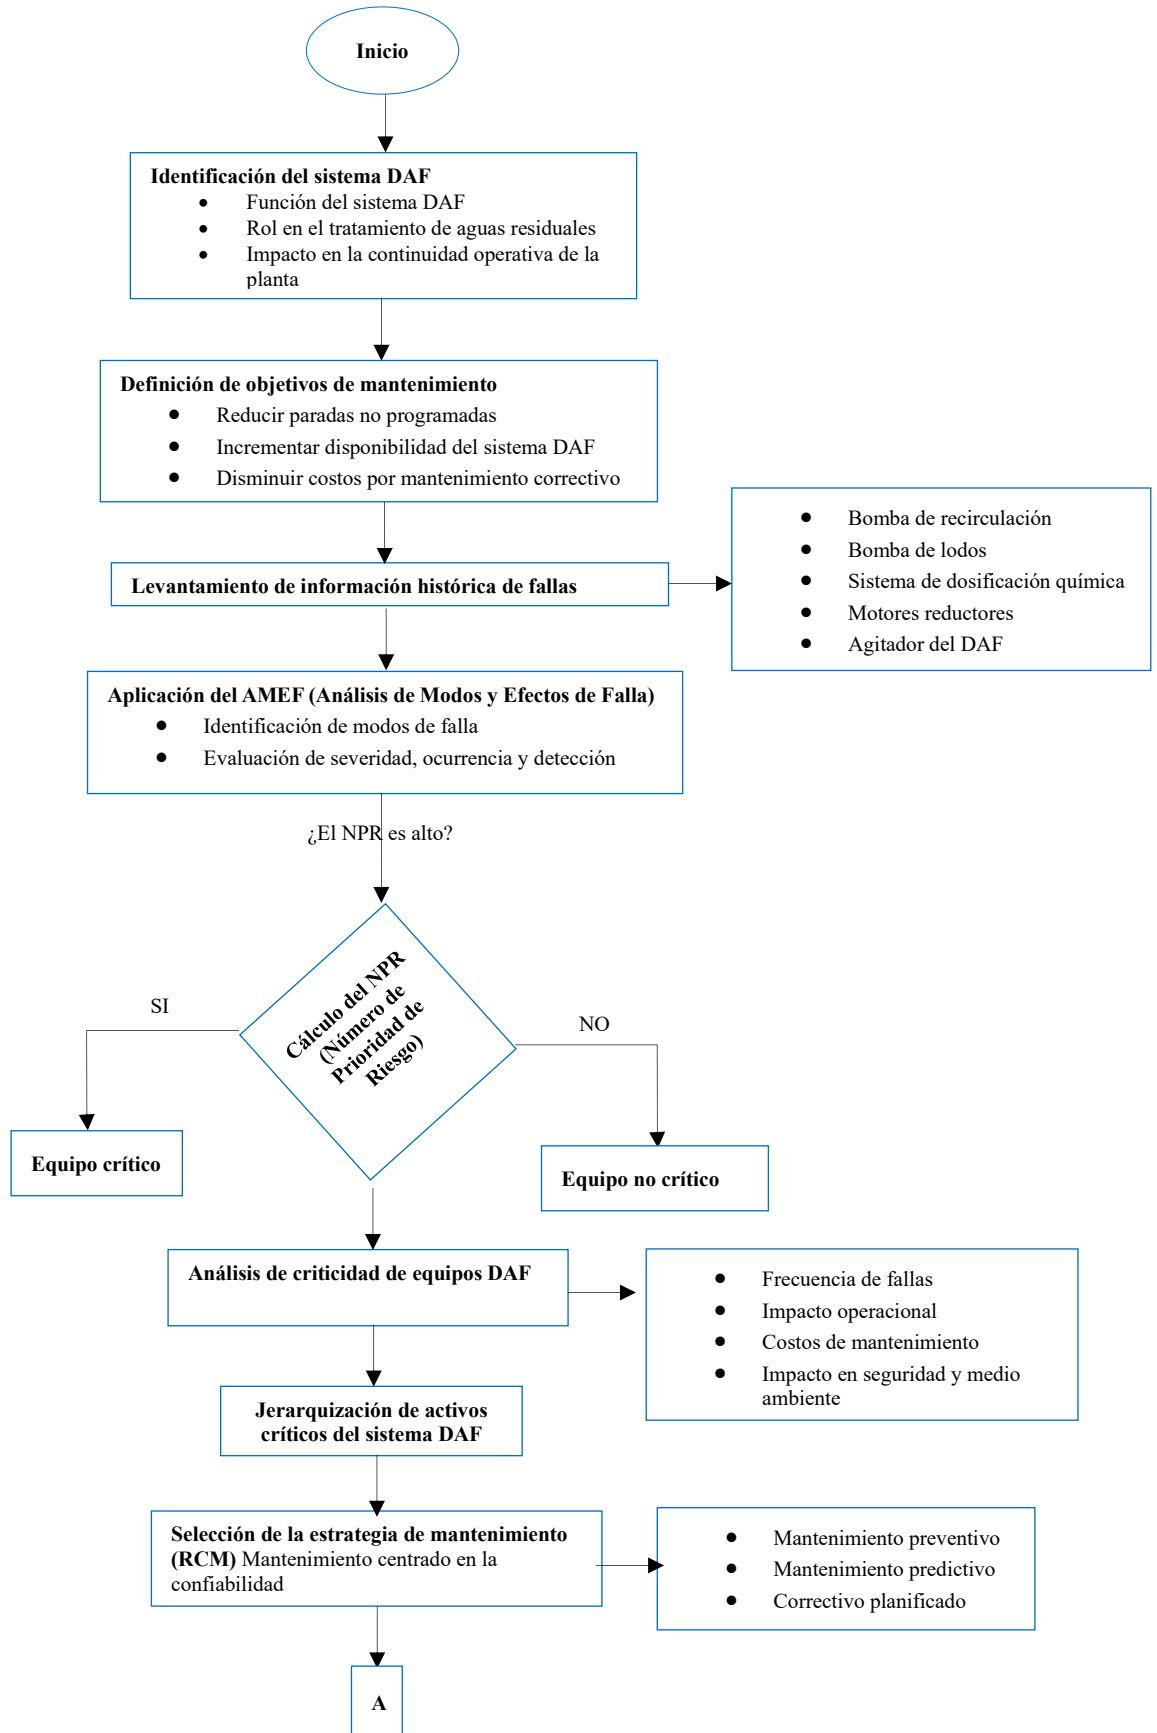 Inicio
Identificación del sistema DAF
• Función del sistema DAF
• Rol en el tratamiento de aguas residuales
• Impacto en la continuidad operativa de la
planta
Definición de objetivos de mantenimiento
• Reducir paradas no programadas
• Incrementar disponibilidad del sistema DAF
• Disminuir costos por mantenimiento correctivo
Levantamiento de información histórica de fallas
• Bomba de recirculación
• Bomba de lodos
• Sistema de dosificación química
• Motores reductores
• Agitador del DAF
Aplicación del AMEF (Análisis de Modos y Efectos de Falla)
• Identificación de modos de falla
• Evaluación de severidad, ocurrencia y detección
¿El NPR es alto?
Cálculo del NPR
(Número de
Prioridad de
Riesgo)
SI
NO
Equipo crítico
Equipo no crítico
Análisis de criticidad de equipos DAF
• Frecuencia de fallas
• Impacto operacional
• Costos de mantenimiento
• Impacto en seguridad y medio
ambiente
Jerarquización de activos
críticos del sistema DAF
Selección de la estrategia de mantenimiento
(RCM) Mantenimiento centrado en la
confiabilidad
• Mantenimiento preventivo
• Mantenimiento predictivo
• Correctivo planificado
A